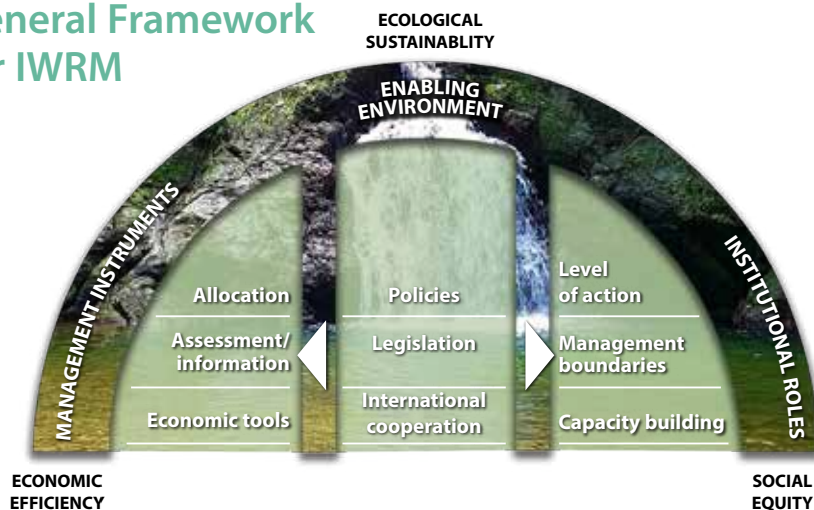 eneral Framework
r IWRM
ECOLOGICAL
SUSTAINABLITY
ENABLING
ENVIRONMENT
MANAGEMENT INSTRUMENTS
INSTITUTIONAL ROLES
Allocation
Assessment/
information
Economic tools
Policies
Legislation
International
cooperation
Level
of action
Management
boundaries
Capacity building
ECONOMIC
EFFICIENCY
SOCIAL
EQUITY